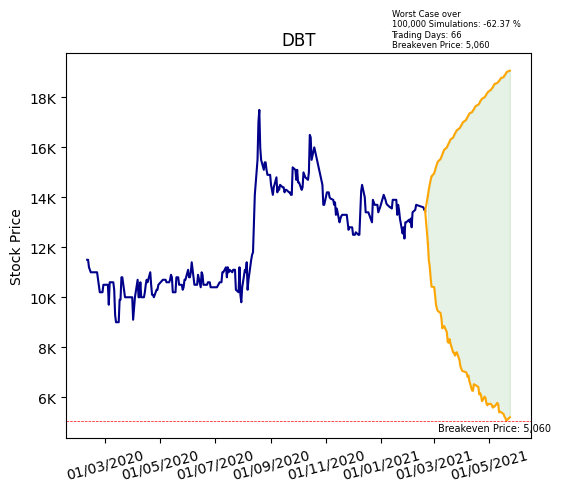 Worst Case over
100,000 Simulations: -62.37 %
Trading Days: 66
Breakeven Price: 5,060
DBT
Stock Price
18K
16K
14K
12K
10K
8K
6K
Breakeven Price: 5,060
01/03/2020
01/05/2020
01/07/2020
01/09/2020
01/11/2020
01/01/2021
01/03/2021
01/05/2021